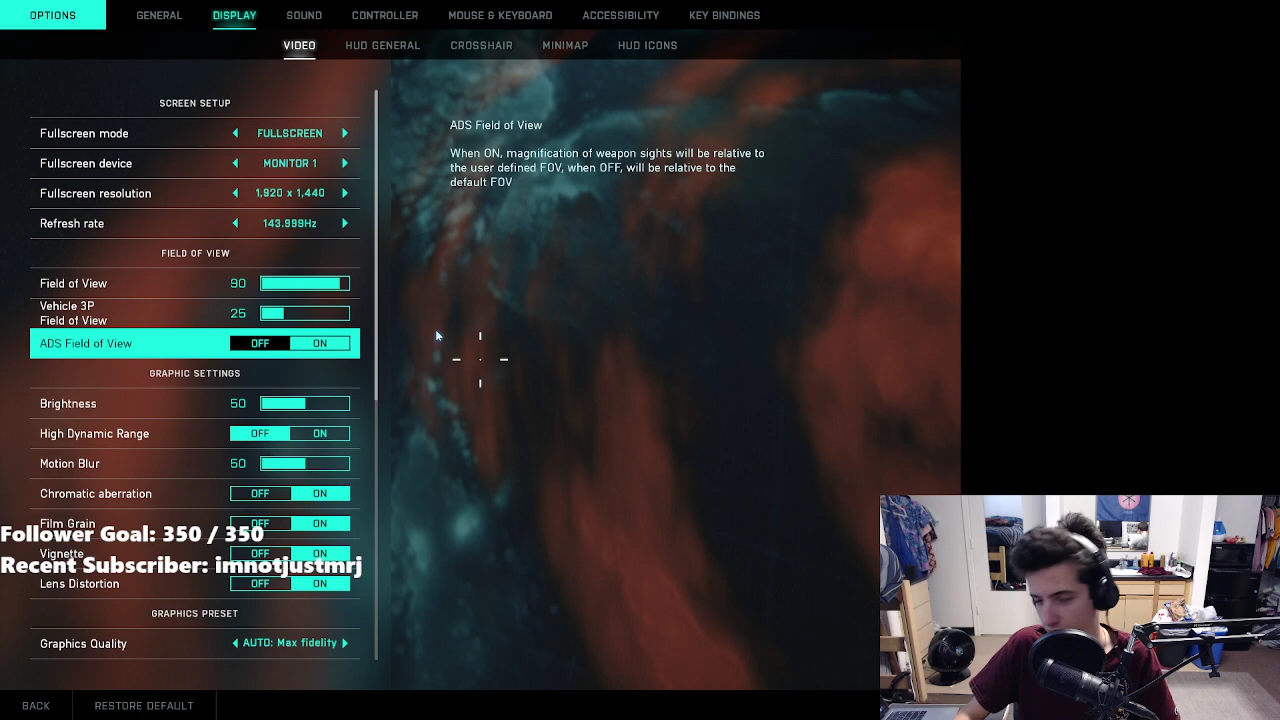 OPTIONS
GENERAL
DISPLAY
SOUND
CONTROLLER
MOUSE & KEYBOARD
ACCESSIBILITY
KEY BINDINGS
VIDEO
HUD GENERAL
CROSSHAIR
MINIMAP
HUD ICONS
SCREEN SETUP
Fullscreen mode FULLSCREEN
Fullscreen device MONITOR 1
Fullscreen resolution 1,920 x 1,440
Refresh rate 143.999Hz
FIELD OF VIEW
Field of View 90
Vehicle 3P
Field of View 25
ADS Field of View OFF ON
GRAPHIC SETTINGS
Brightness 50
High Dynamic Range OFF ON
Motion Blur 50
Chromatic aberration OFF ON
Film Grain OFF ON
Follower Goal: 350 / 350
Vignette OFF ON
Recent Subscriber: imnotjustmrj
Lens Distortion OFF ON
GRAPHICS PRESET
Graphics Quality AUTO: Max fidelity
ADS Field of View
When ON, magnification of weapon sights will be relative to
the user defined FOV, when OFF, will be relative to the
default FOV
BACK
RESTORE DEFAULT